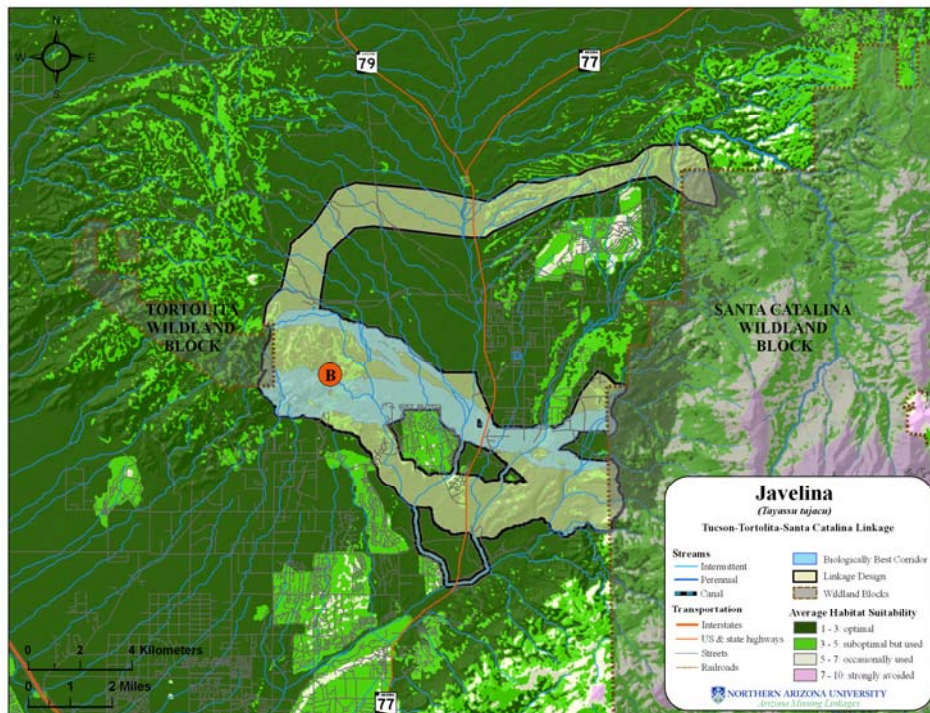 N
W E
S
79
77
TORTOLITA
WILDLAND
BLOCK
SANTA CATALINA
WILDLAND
BLOCK
B
0 2 4 Kilometers
0 1 2 Miles
77
Javelina
(Tayassu tajacu)
Tucson-Tortolita-Santa Catalina Linkage
Streams
Intermittent
Perennial
Canal
Transportation
Interstates
US & state highways
Streets
Railroads
Biologically Best Corridor
Linkage Design
Wildland Blocks
Average Habitat Suitability
1 - 3: optimal
3 - 5: suboptimal but used
5 - 7: occasionally used
7 - 10: strongly avoided
NORTHERN ARIZONA UNIVERSITY
Arizona Missing Linkages